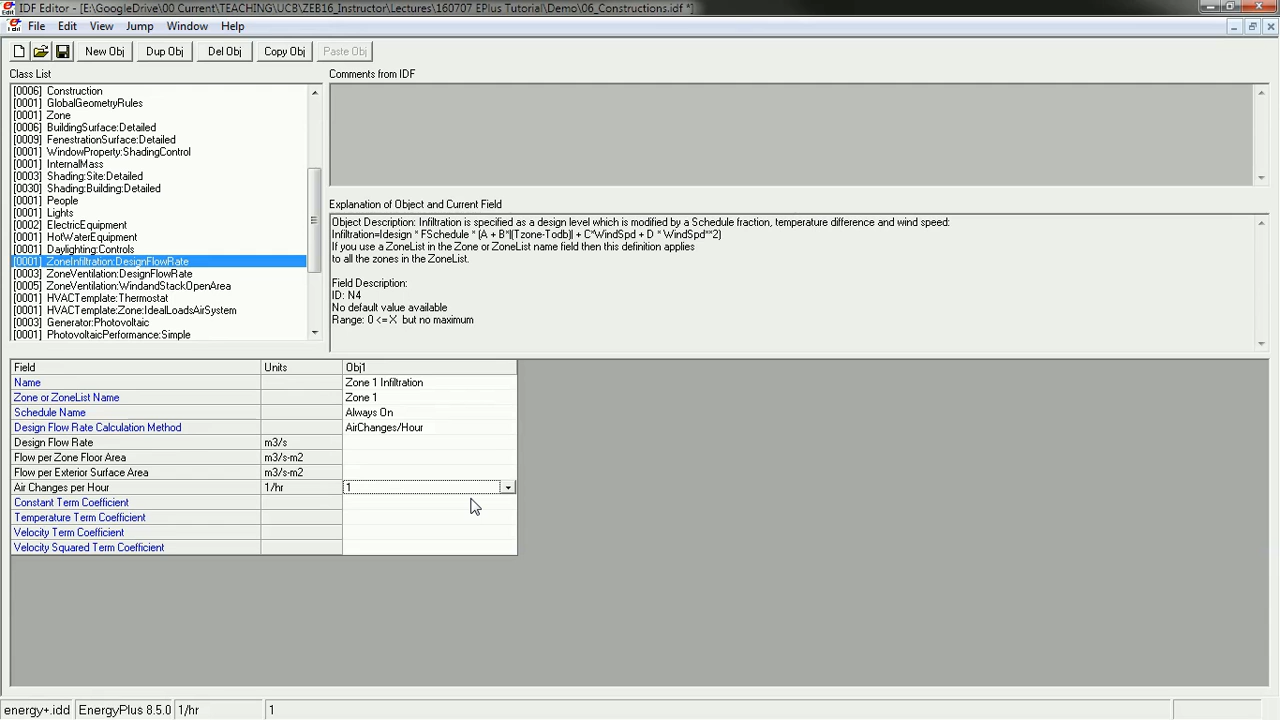 IDF Editor - [E:\GoogleDrive\00 Current\TEACHING\UCB\ZEB16_Instructor\Lectures\160707 EPlus Tutorial\Demo\06_Constructions.idf *]
File Edit View Jump Window Help
New Obj Dup Obj Del Obj Copy Obj Paste Obj
Class List
[0006] Construction
[0001] GlobalGeometryRules
[0001] Zone
[0006] BuildingSurface:Detailed
[0009] FenestrationSurface:Detailed
[0001] WindowProperty:ShadingControl
[0001] InternalMass
[0003] Shading:Site:Detailed
[0030] Shading:Building:Detailed
[0001] People
[0001] Lights
[0002] ElectricEquipment
[0001] HotWaterEquipment
[0001] Daylighting:Controls
[0001] ZoneInfiltration:DesignFlowRate
[0003] ZoneVentilation:DesignFlowRate
[0005] ZoneVentilation:WindandStackOpenArea
[0001] HVACTemplate:Thermostat
[0001] HVACTemplate:Zone:IdealLoadsAirSystem
[0003] Generator:Photovoltaic
[0001] PhotovoltaicPerformance:Simple
Comments from IDF
Explanation of Object and Current Field
Object Description: Infiltration is specified as a design level which is modified by a Schedule fraction, temperature difference and wind speed:
Infiltration=Idesign * FSchedule * (A + B*|(Tzone-Todb)| + C*WindSpd + D * WindSpd**2)
If you use a ZoneList in the Zone or ZoneList name field then this definition applies
to all the zones in the ZoneList.
Field Description:
ID: N4
No default value available
Range: 0 <= X but no maximum
Field Units Obj1
Name Zone 1 Infiltration
Zone or ZoneList Name Zone 1
Schedule Name Always On
Design Flow Rate Calculation Method AirChanges/Hour
Design Flow Rate m3/s
Flow per Zone Floor Area m3/s-m2
Flow per Exterior Surface Area m3/s-m2
Air Changes per Hour 1/hr 1
Constant Term Coefficient
Temperature Term Coefficient
Velocity Term Coefficient
Velocity Squared Term Coefficient
energy+.idd EnergyPlus 8.5.0 1/hr 1